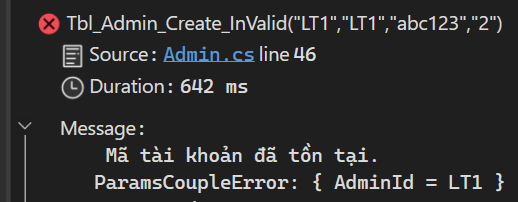 Tbl_Admin_Create_InValid("LT1","LT1","abc123","2")
Source: Admin.cs line 46
Duration: 642 ms
Message:
Mã tài khoản đã tồn tại.
ParamsCoupleError: { AdminId = LT1 }